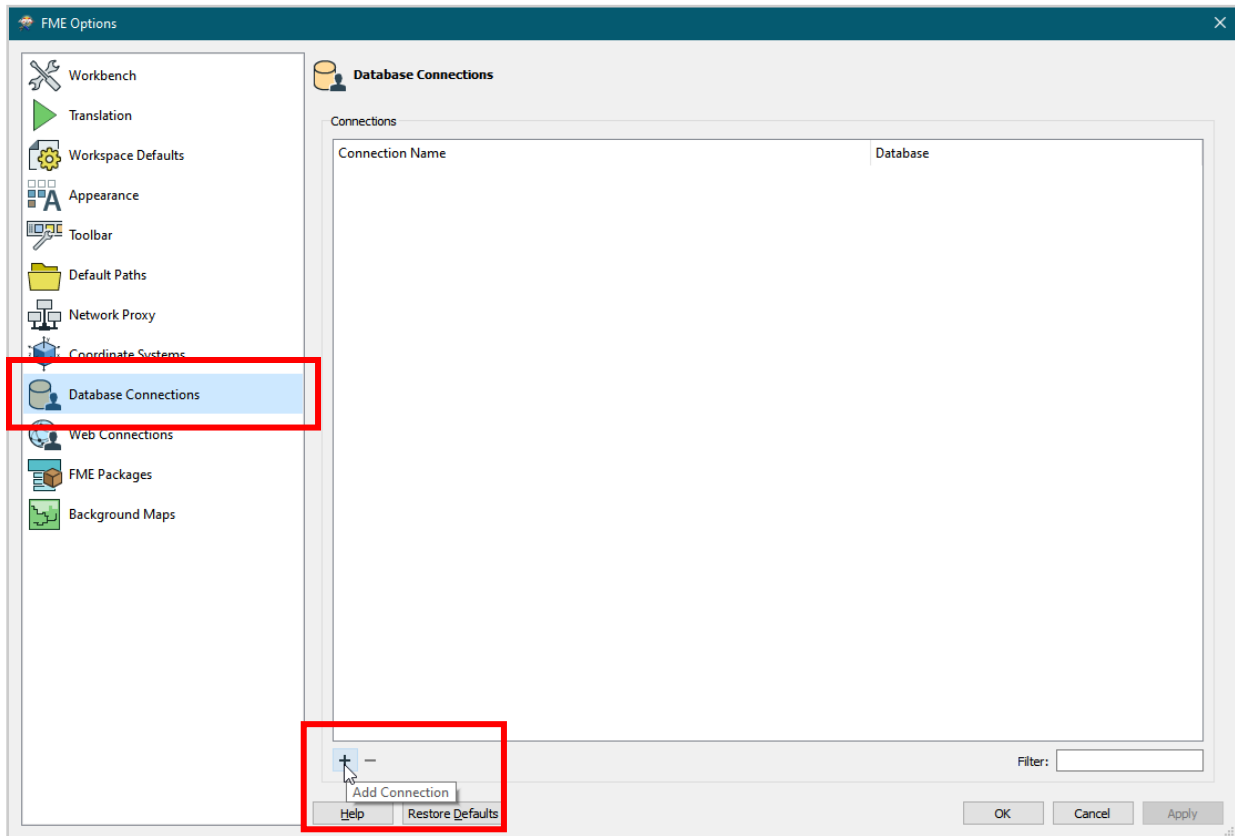 FME Options
Workbench
Translation
Workspace Defaults
Appearance
Toolbar
Default Paths
Network Proxy
Coordinate Systems
Database Connections
Web Connections
FME Packages
Background Maps
Database Connections
Connections
Connection Name Database
+ −
Filter:
Add Connection
Help Restore Defaults OK Cancel Apply